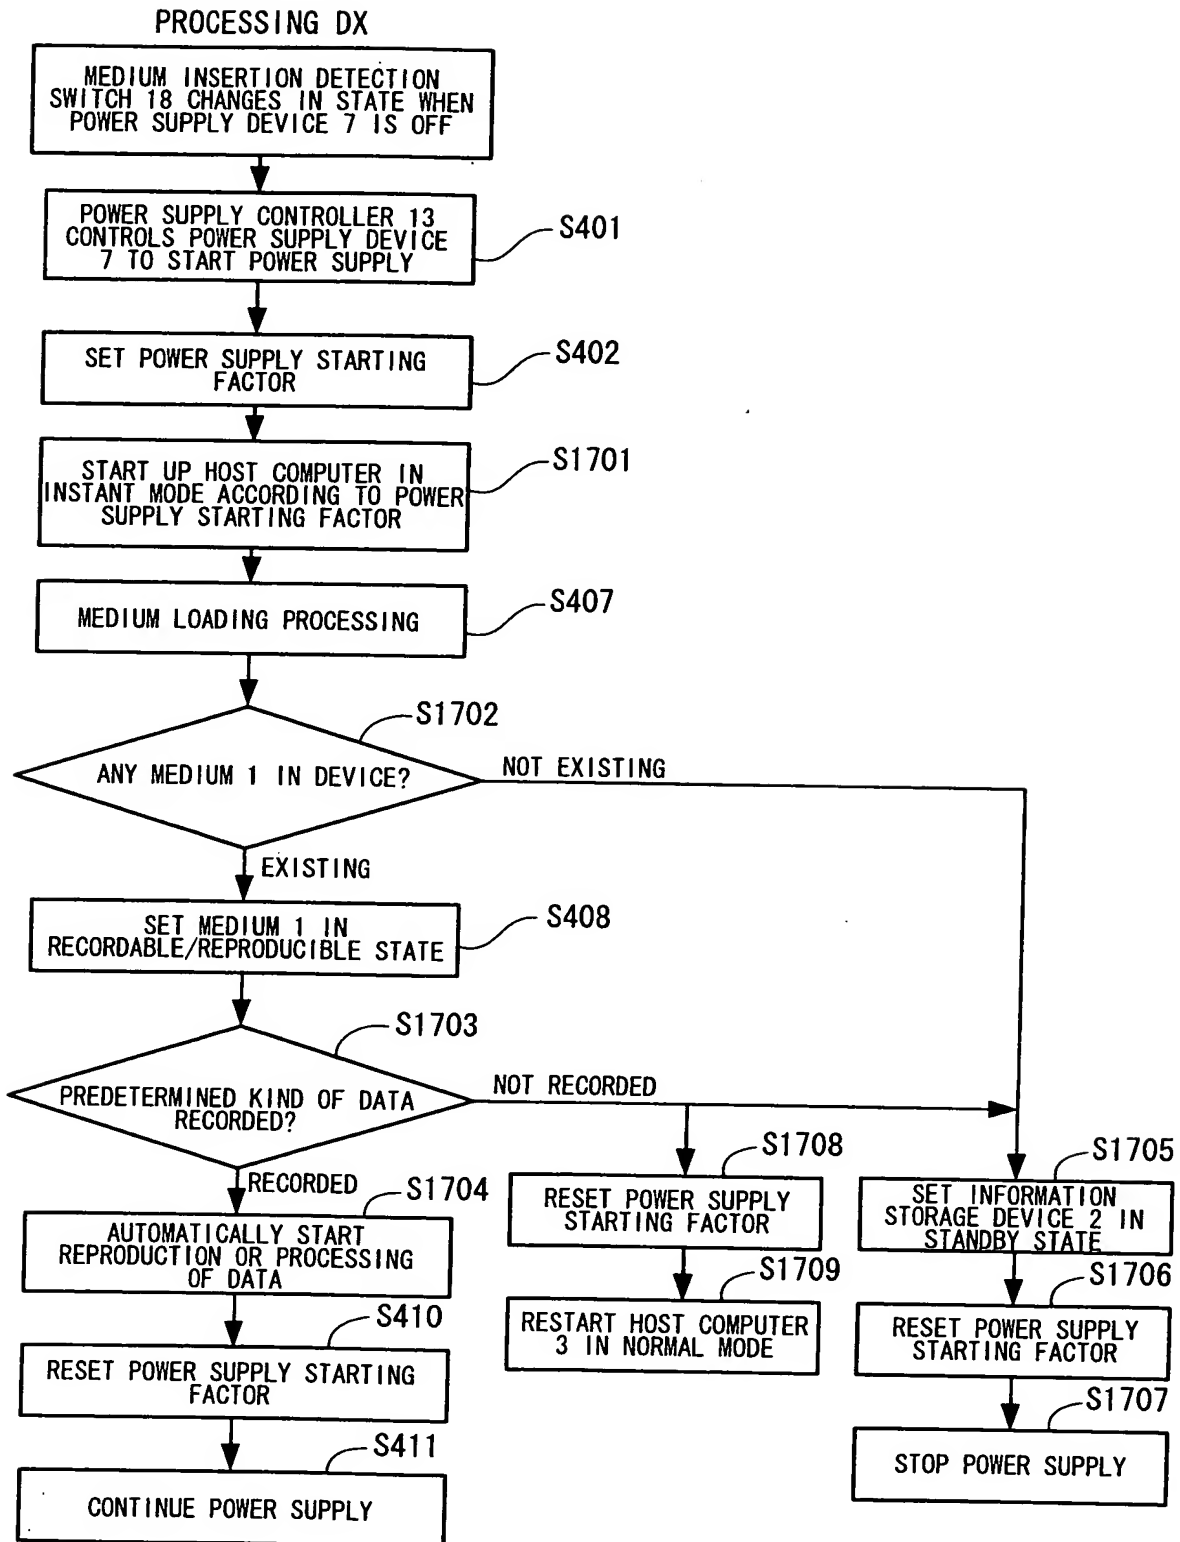 PROCESSING DX
MEDIUM INSERTION DETECTION
SWITCH 18 CHANGES IN STATE WHEN
POWER SUPPLY DEVICE 7 IS OFF
POWER SUPPLY CONTROLLER 13
CONTROLS POWER SUPPLY DEVICE
7 TO START POWER SUPPLY
S401
SET POWER SUPPLY STARTING
FACTOR
S402
START UP HOST COMPUTER IN
INSTANT MODE ACCORDING TO POWER
SUPPLY STARTING FACTOR
S1701
MEDIUM LOADING PROCESSING
S407
S1702
ANY MEDIUM 1 IN DEVICE?
NOT EXISTING
EXISTING
SET MEDIUM 1 IN
RECORDABLE/REPRODUCIBLE STATE
S408
S1703
PREDETERMINED KIND OF DATA
RECORDED?
NOT RECORDED
RECORDED
S1704
AUTOMATICALLY START
REPRODUCTION OR PROCESSING
OF DATA
S410
RESET POWER SUPPLY STARTING
FACTOR
S411
CONTINUE POWER SUPPLY
S1708
RESET POWER SUPPLY
STARTING FACTOR
S1709
RESTART HOST COMPUTER
3 IN NORMAL MODE
S1705
SET INFORMATION
STORAGE DEVICE 2 IN
STANDBY STATE
S1706
RESET POWER SUPPLY
STARTING FACTOR
S1707
STOP POWER SUPPLY